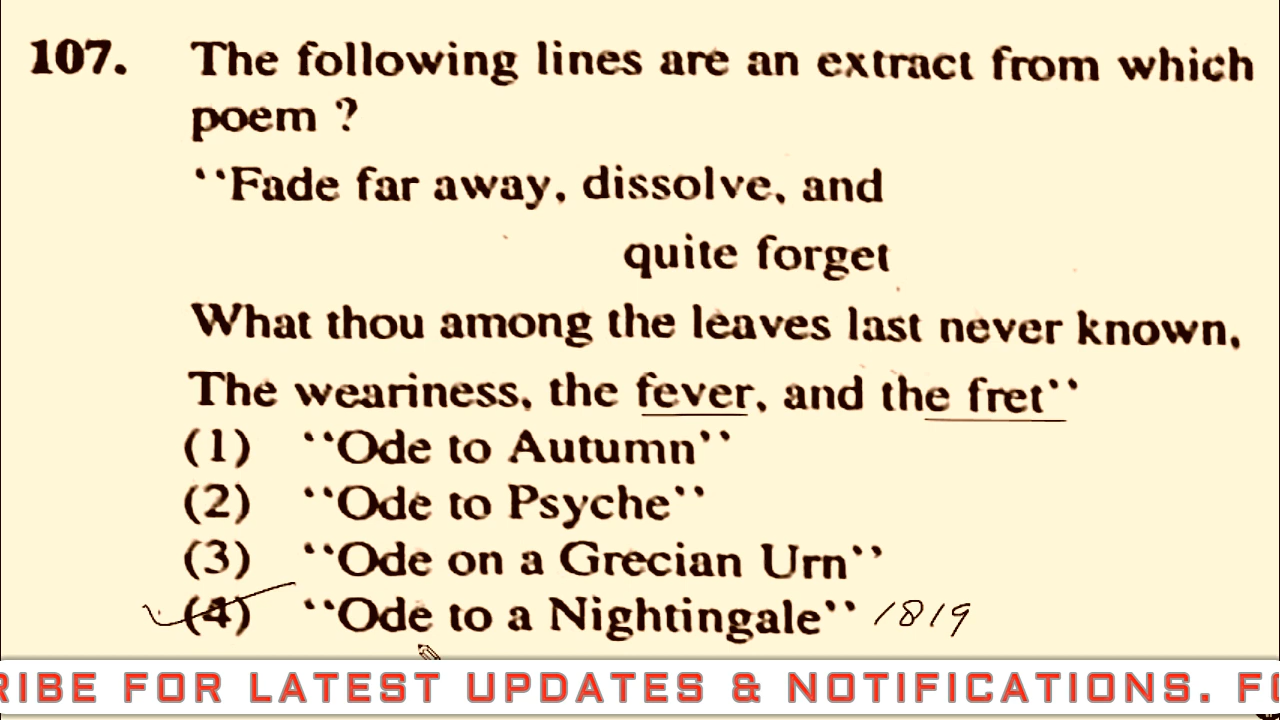 107. The following lines are an extract from which
poem ?
‘‘Fade far away, dissolve, and
quite forget
What thou among the leaves last never known,
The weariness, the fever, and the fret’’
(1) ‘‘Ode to Autumn’’
(2) ‘‘Ode to Psyche’’
(3) ‘‘Ode on a Grecian Urn’’
(4) ‘‘Ode to a Nightingale’’ 1819
RIBE FOR LATEST UPDATES & NOTIFICATIONS. FO